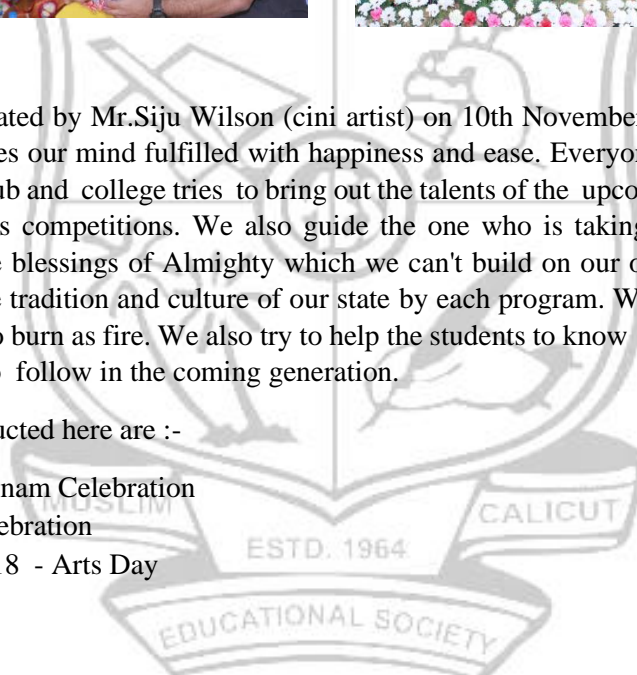 ated by Mr.Siju Wilson (cini artist) on 10th November
es our mind fulfilled with happiness and ease. Everyon
ub and college tries to bring out the talents of the upco
s competitions. We also guide the one who is taking
e blessings of Almighty which we can't build on our o
e tradition and culture of our state by each program. W
o burn as fire. We also try to help the students to know
o follow in the coming generation.
ucted here are :-
nam Celebration
ebration
18 - Arts Day
MUSLIM
CALICUT
ESTD. 1964
EDUCATIONAL SOCIETY